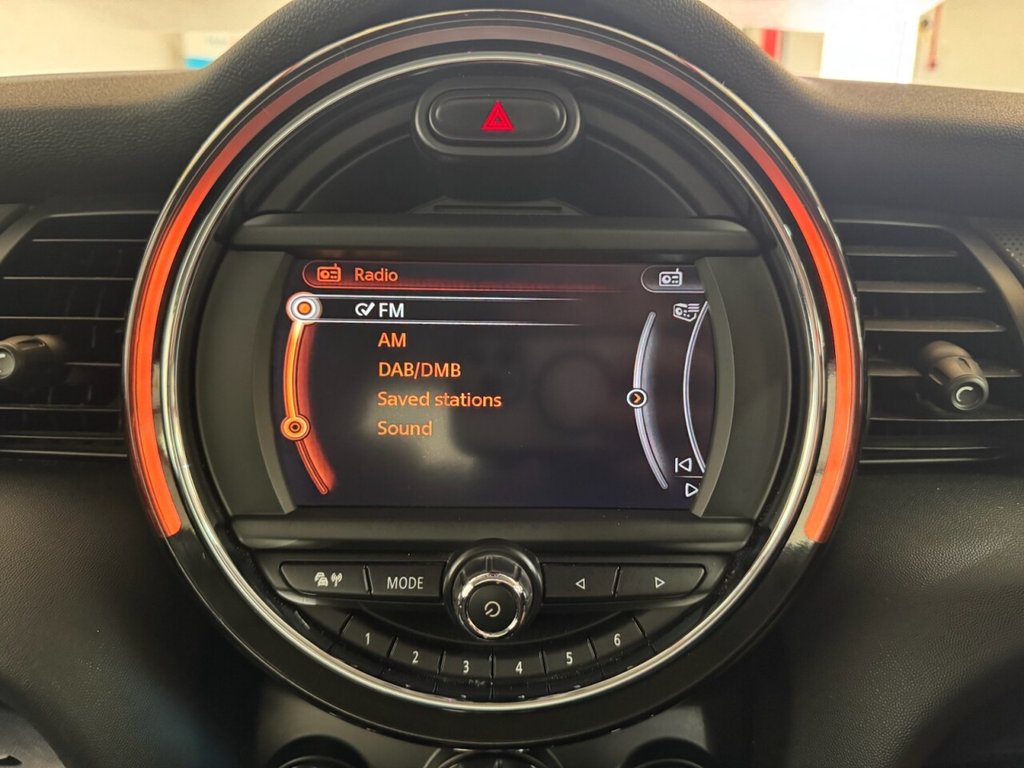 Radio
FM
AM
DAB/DMB
Saved stations
Sound
MODE
1
2
3
4
5
6